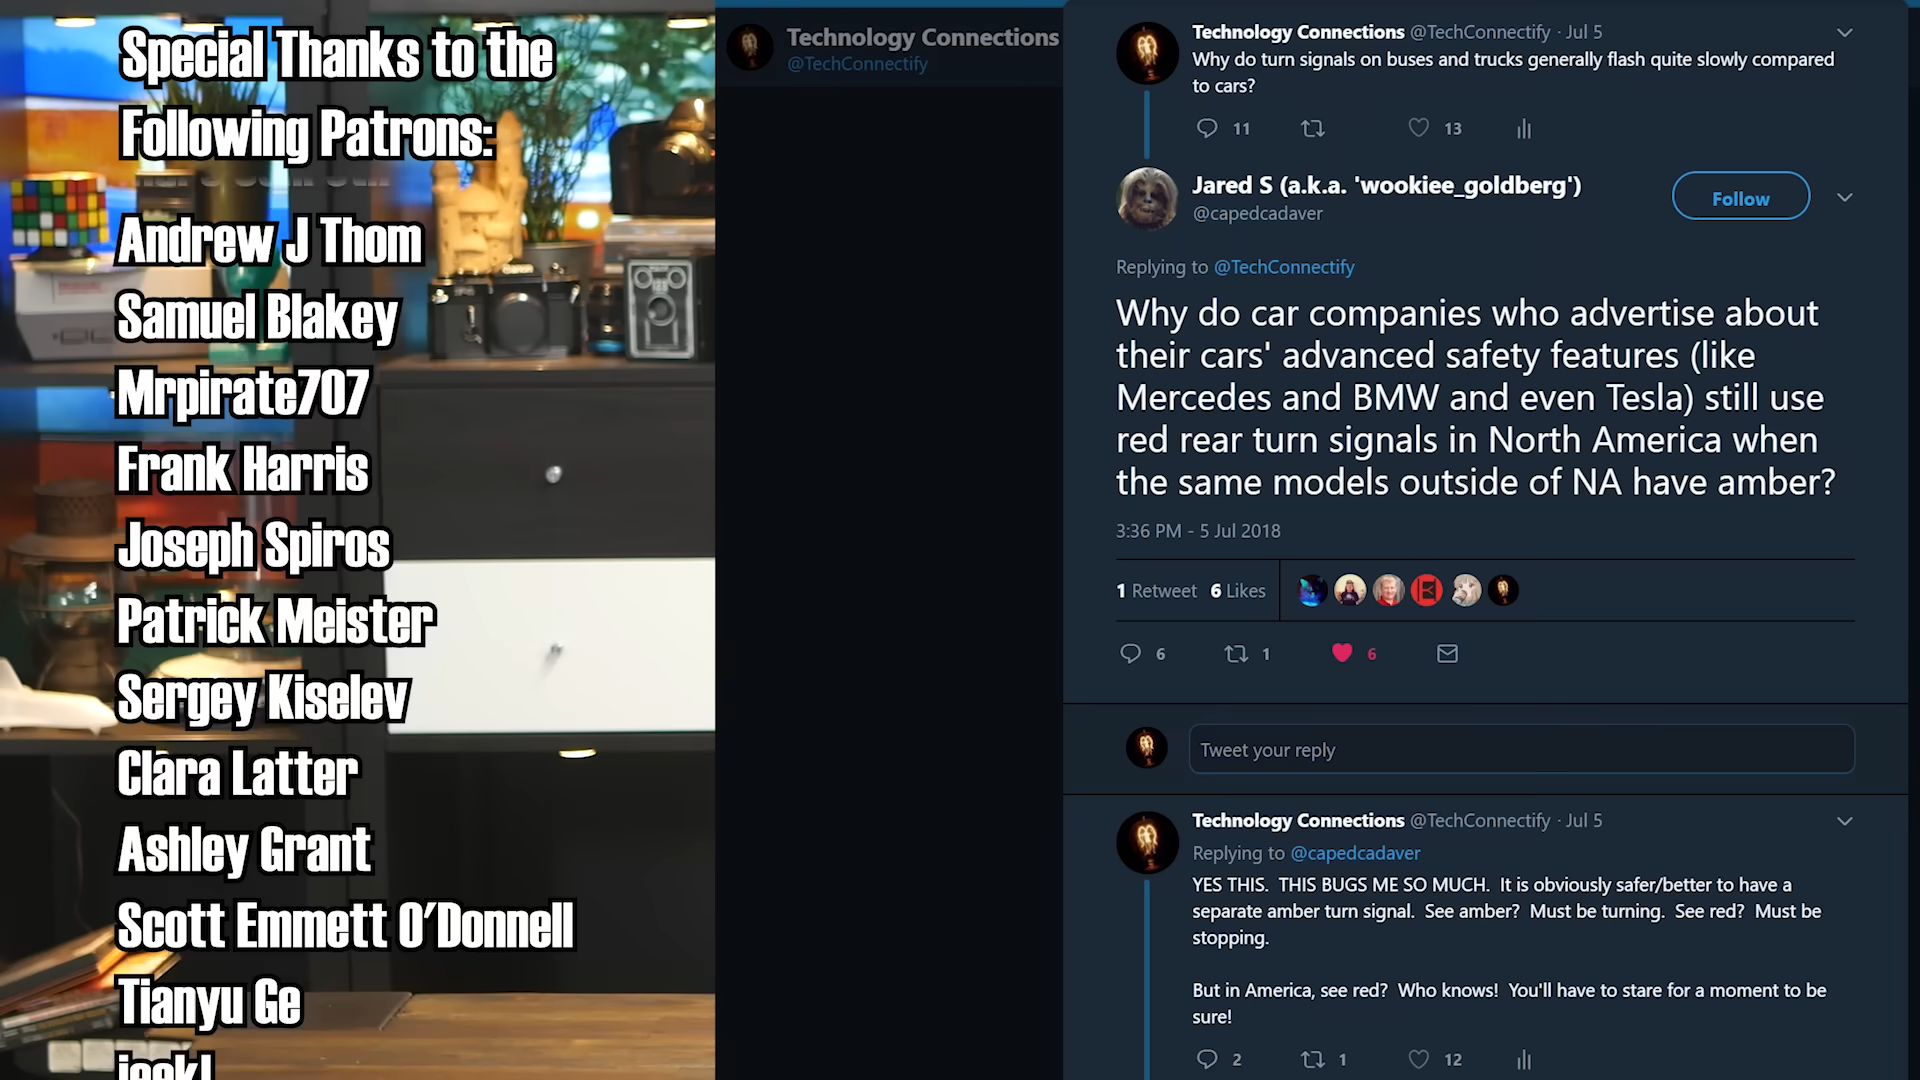 Special Thanks to the
Following Patrons:
Andrew J Thom
Samuel Blakey
Mrpirate707
Frank Harris
Joseph Spiros
Patrick Meister
Sergey Kiselev
Clara Latter
Ashley Grant
Scott Emmett O'Donnell
Tianyu Ge
Technology Connections
@TechConnectify
Technology Connections @TechConnectify · Jul 5
Why do turn signals on buses and trucks generally flash quite slowly compared
to cars?
11 13
Jared S (a.k.a. 'wookiee_goldberg')
@capedcadaver
Follow
Replying to @TechConnectify
Why do car companies who advertise about
their cars' advanced safety features (like
Mercedes and BMW and even Tesla) still use
red rear turn signals in North America when
the same models outside of NA have amber?
3:36 PM - 5 Jul 2018
1 Retweet 6 Likes
6 1 6
Tweet your reply
Technology Connections @TechConnectify · Jul 5
Replying to @capedcadaver
YES THIS.  THIS BUGS ME SO MUCH.  It is obviously safer/better to have a
separate amber turn signal.  See amber?  Must be turning.  See red?  Must be
stopping.
But in America, see red?  Who knows!  You'll have to stare for a moment to be
sure!
2 1 12